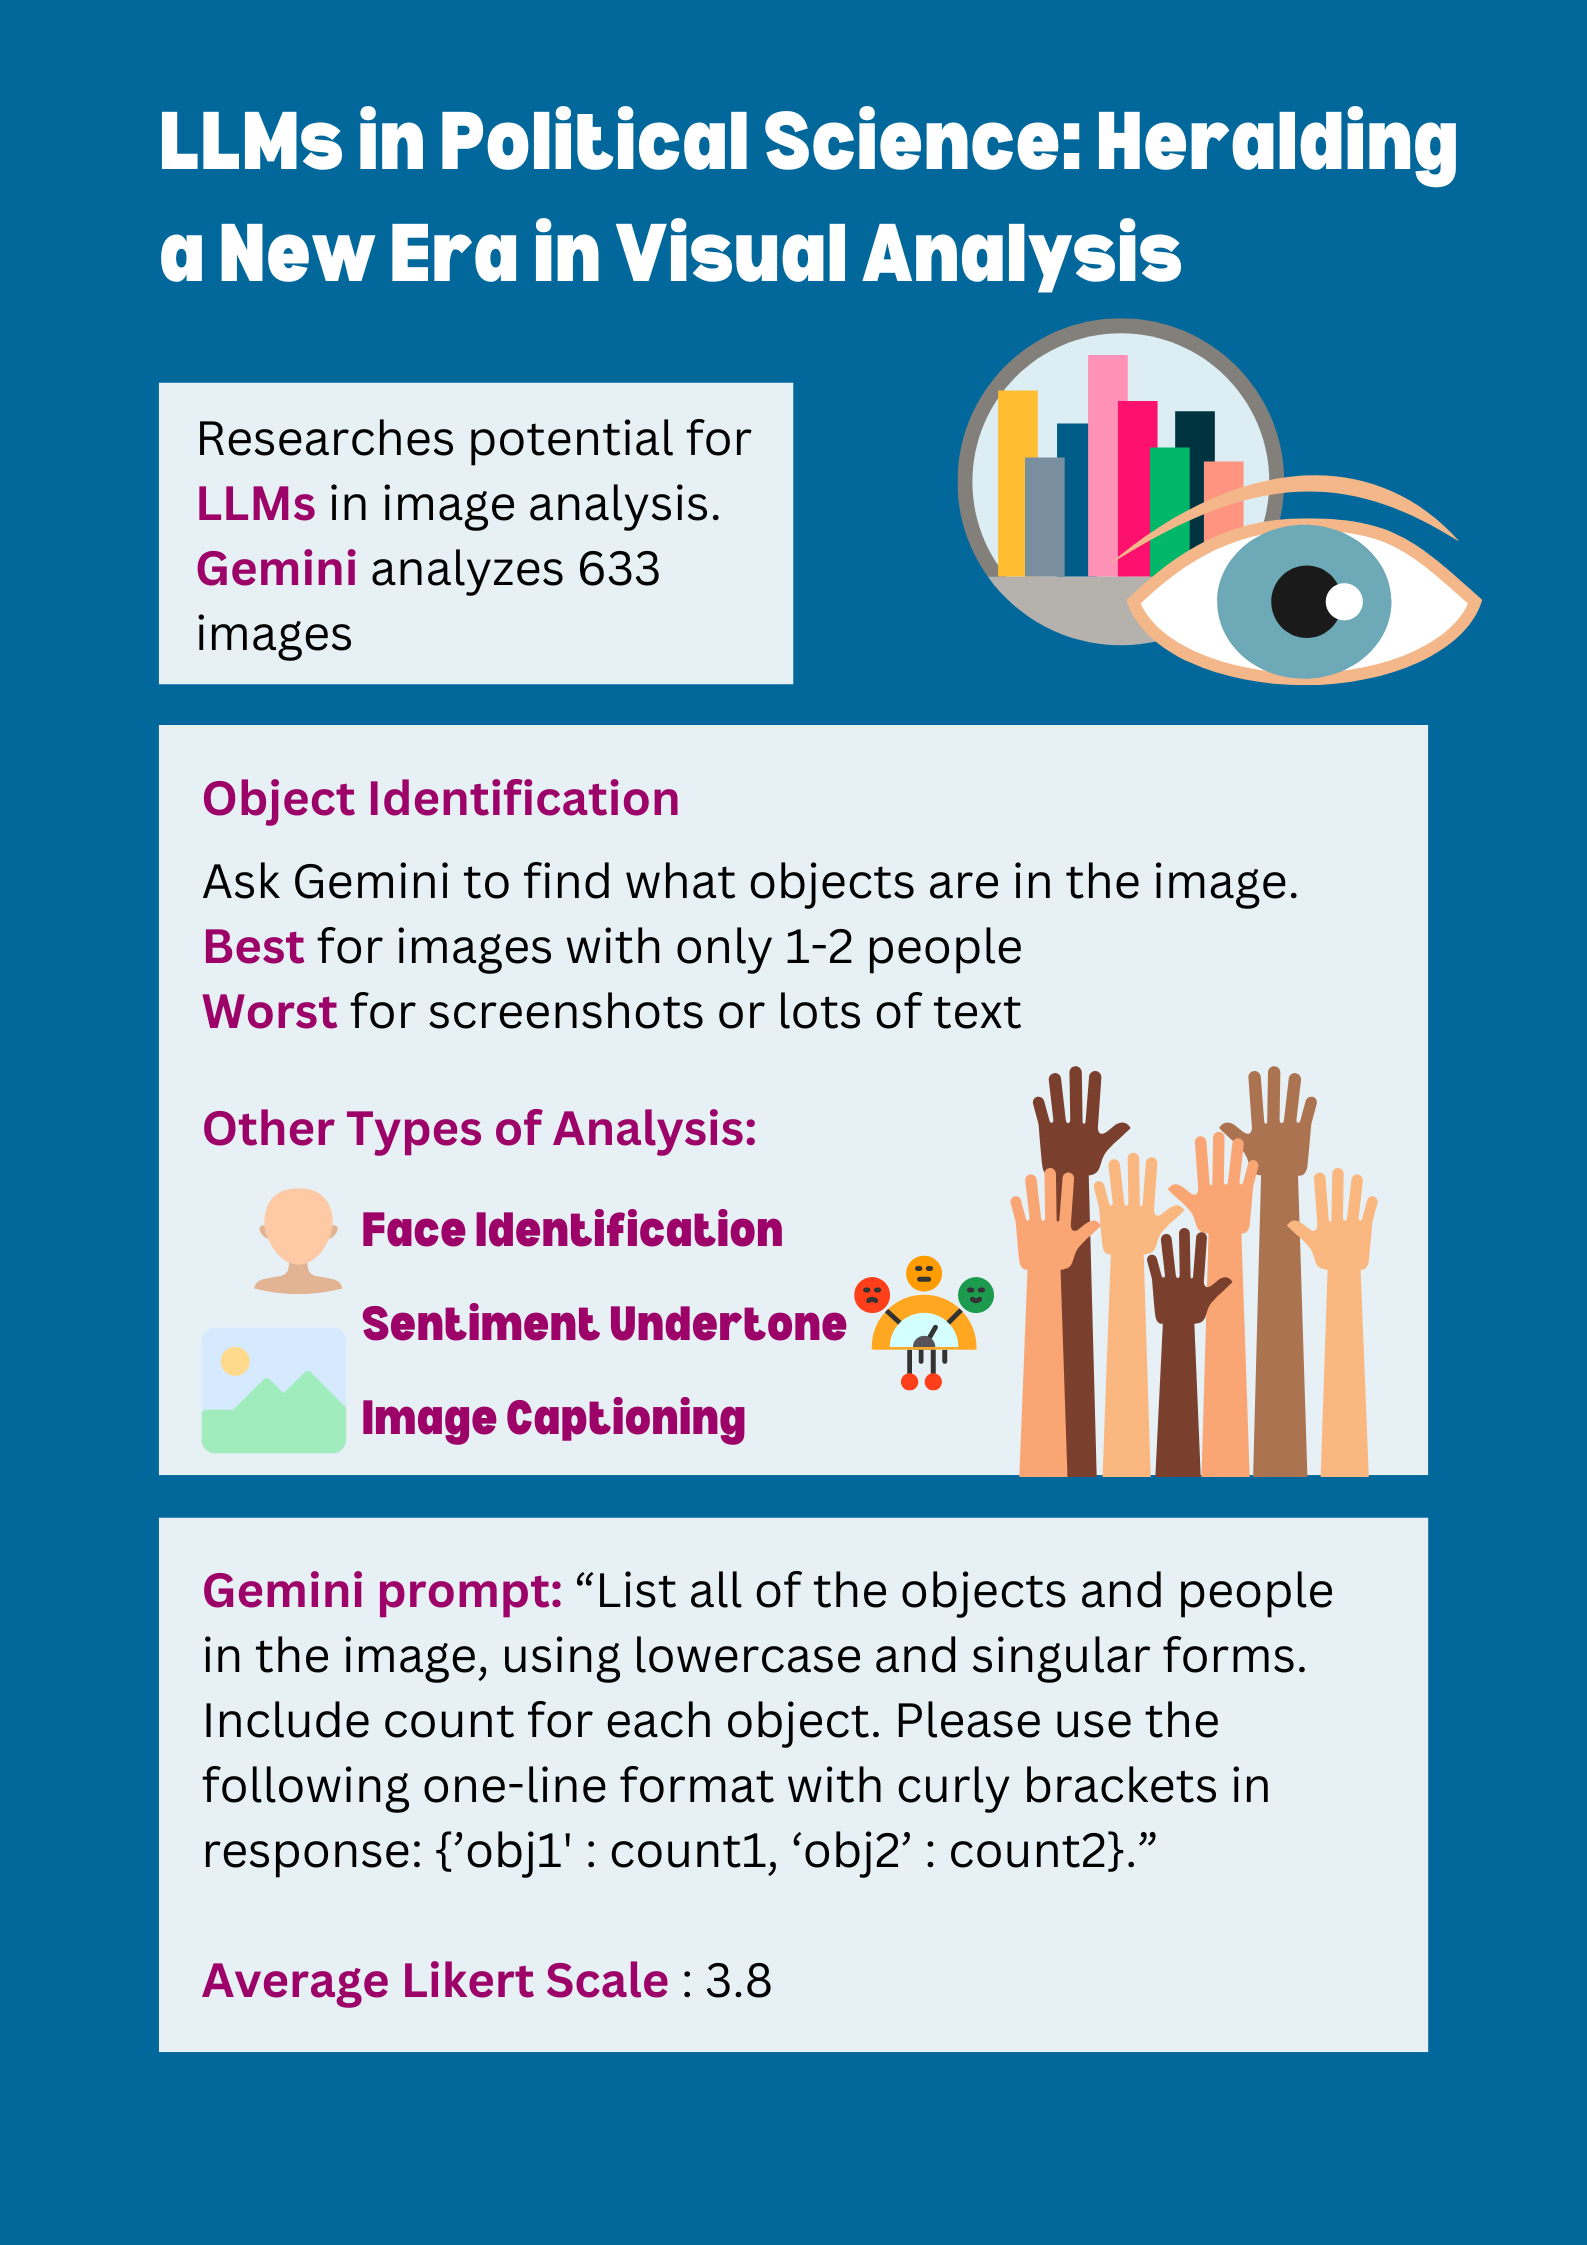 LLMs in Political Science: Heralding
a New Era in Visual Analysis
Researches potential for
LLMs in image analysis.
Gemini analyzes 633
images
Object Identification
Ask Gemini to find what objects are in the image.
Best for images with only 1-2 people
Worst for screenshots or lots of text
Other Types of Analysis:
Face Identification
Sentiment Undertone
Image Captioning
Gemini prompt: “List all of the objects and people
in the image, using lowercase and singular forms.
Include count for each object. Please use the
following one-line format with curly brackets in
response: {’obj1' : count1, ‘obj2’ : count2}.”
Average Likert Scale : 3.8